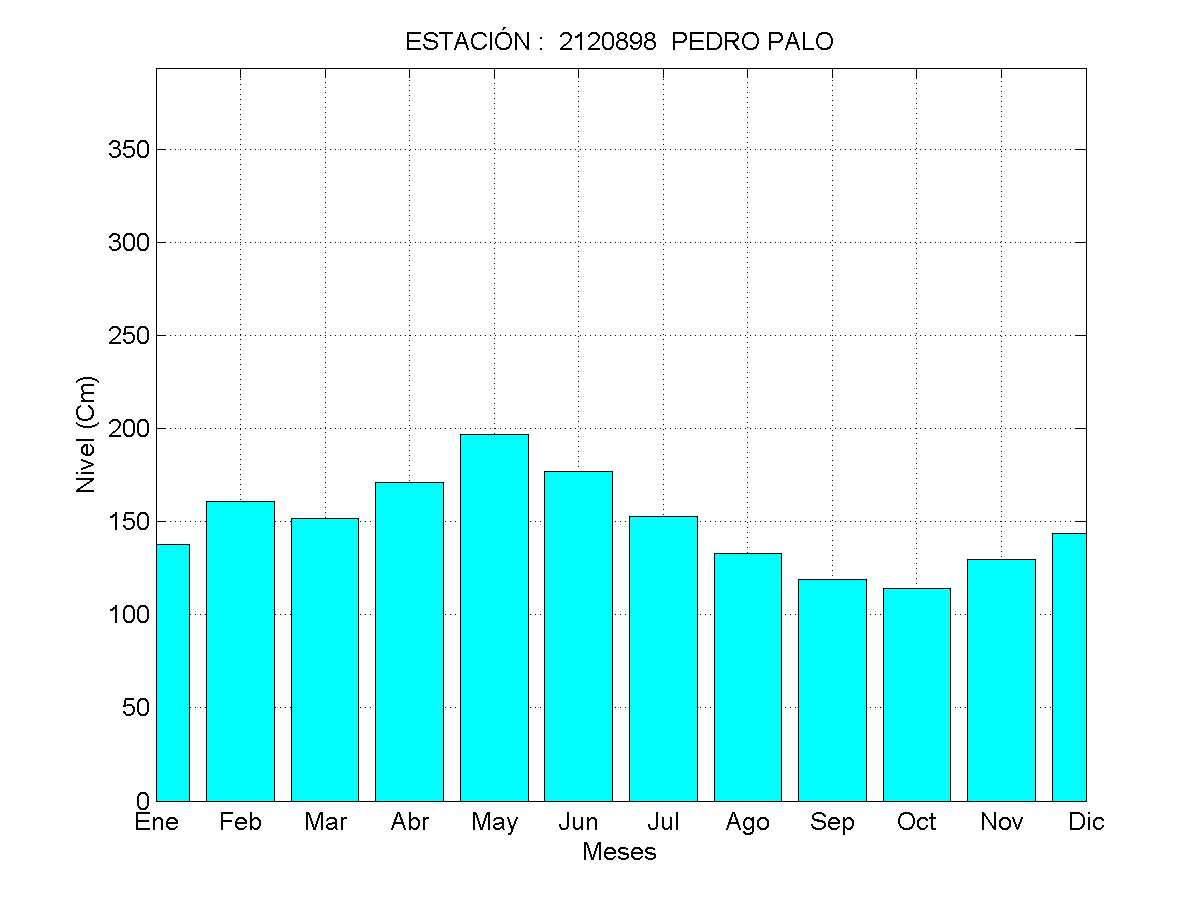 ESTACIÓN :  2120898  PEDRO PALO
350
300
250
200
150
100
50
0
Nivel (Cm)
Ene Feb Mar Abr May Jun Jul Ago Sep Oct Nov Dic
Meses